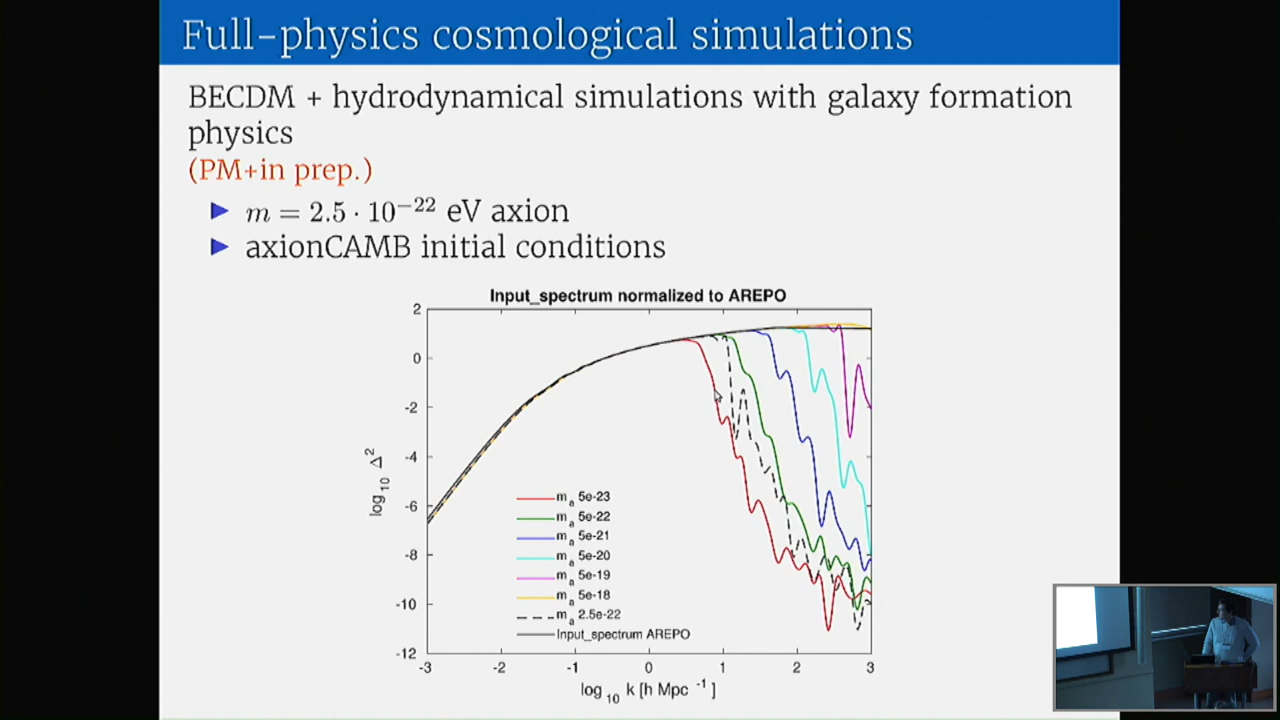 Full-physics cosmological simulations
BECDM + hydrodynamical simulations with galaxy formation
physics
(PM+in prep.)
m = 2.5 · 10⁻²² eV axion
axionCAMB initial conditions
Input_spectrum normalized to AREPO
2
0
-2
-4
-6
-8
-10
-12
log₁₀ Δ²
m_a 5e-23
m_a 5e-22
m_a 5e-21
m_a 5e-20
m_a 5e-19
m_a 5e-18
m_a 2.5e-22
Input_spectrum AREPO
-3 -2 -1 0 1 2 3
log₁₀ k [h Mpc⁻¹]